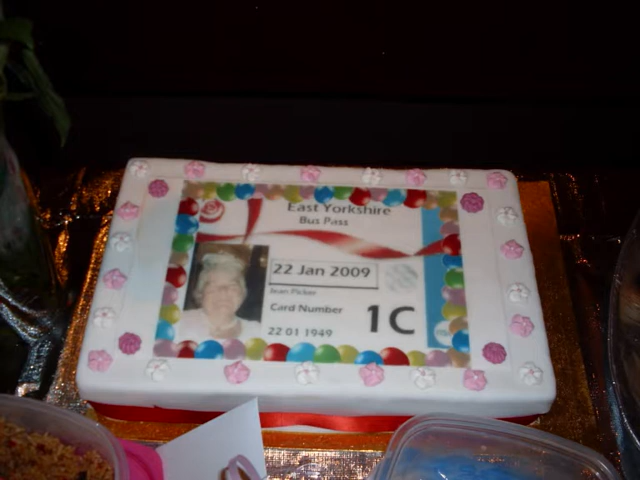 East Yorkshire
Bus Pass
22 Jan 2009
Jean Picker
Card Number
1C
22 01 1949